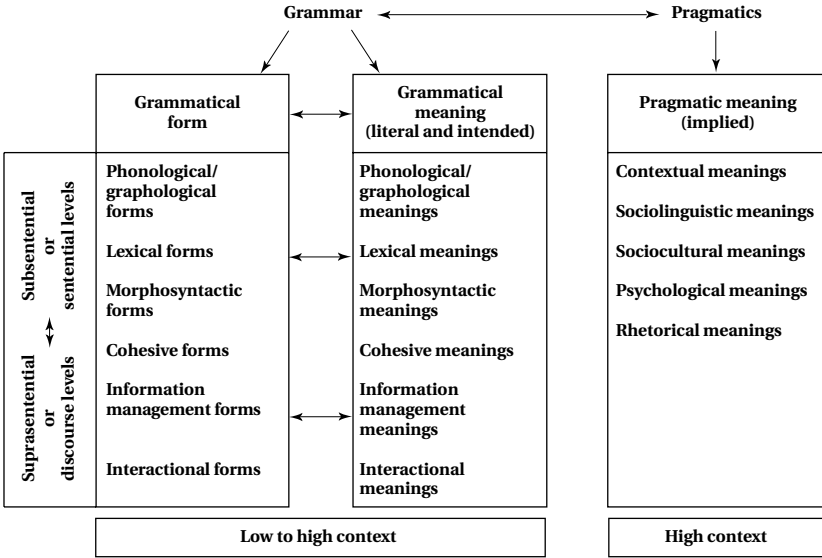 Grammar
Pragmatics
Grammatical
form
Grammatical
meaning
(literal and intended)
Pragmatic meaning
(implied)
Subsentential
or
sentential levels
Suprasentential
or
discourse levels
Phonological/
graphological
forms
Lexical forms
Morphosyntactic
forms
Cohesive forms
Information
management forms
Interactional forms
Phonological/
graphological
meanings
Lexical meanings
Morphosyntactic
meanings
Cohesive meanings
Information
management
meanings
Interactional
meanings
Contextual meanings
Sociolinguistic meanings
Sociocultural meanings
Psychological meanings
Rhetorical meanings
Low to high context
High context